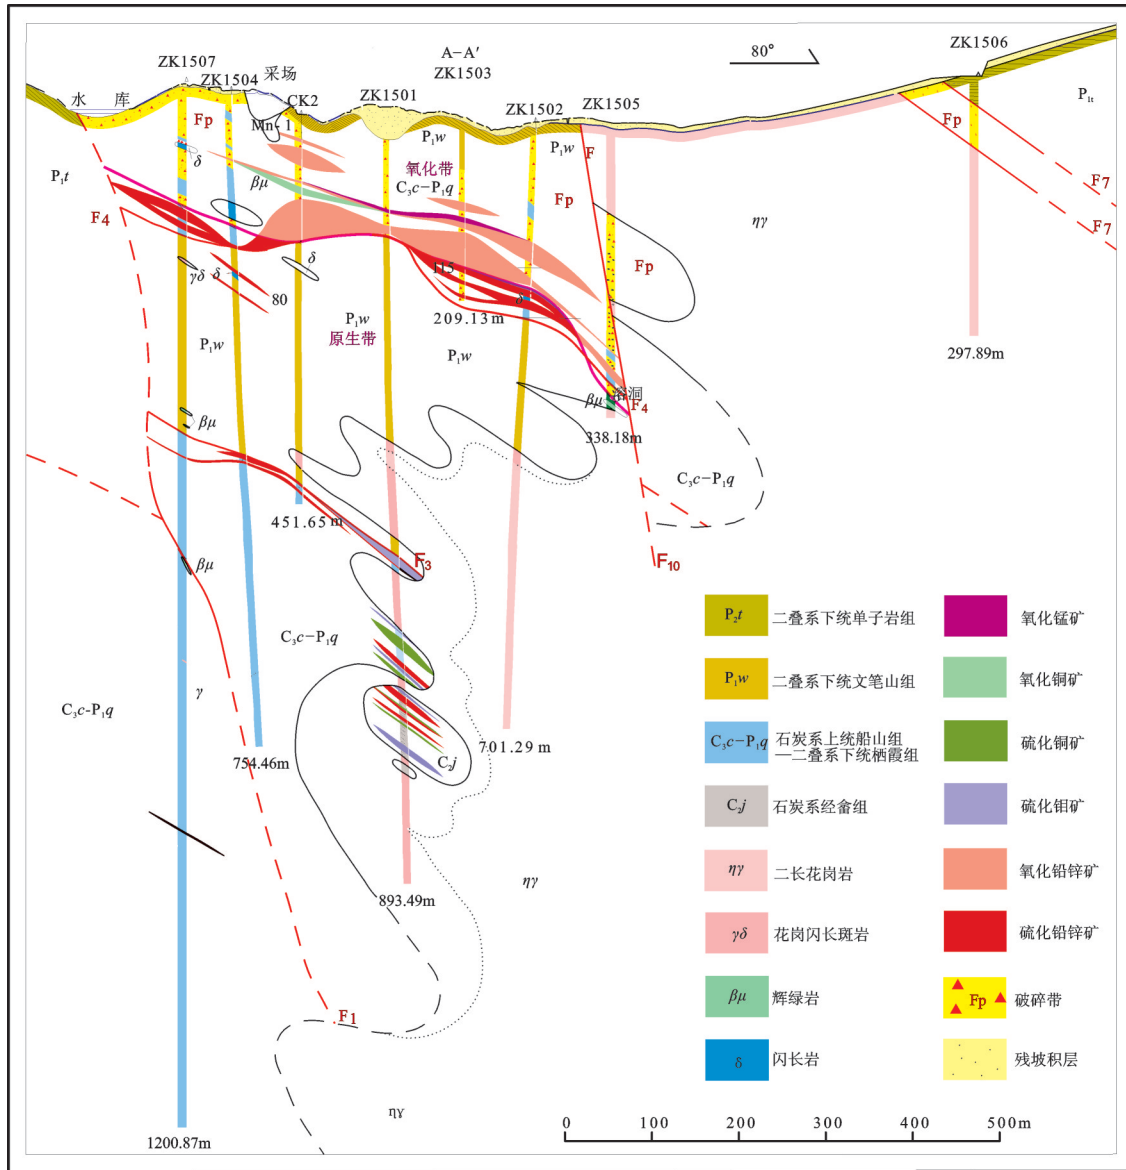 A-A′
80°
ZK1506
ZK1507
ZK1504
采场
ZK1503
CK2
ZK1501
ZK1502
ZK1505
水 库
Fp
Mn-1
P₁w
P₁w
F
P₁t
Fp
δ
βμ
氧化带
C₃c−P₁q
P₁t
Fp
F4
ηγ
F7
F7
Fp
γδ
δ
δ
80
115
δ
209.13m
P₁w
原生带
P₁w
P₁w
297.89m
βμ
溶洞
F4
βμ
338.18m
C₃c−P₁q
451.65m
F3
F10
βμ
C₃c−P₁q
γ
C₃c-P₁q
754.46m
701.29m
C₂j
ηγ
893.49m
F1
ηγ
1200.87m
P₂t 二叠系下统单子岩组
P₁w 二叠系下统文笔山组
C₃c−P₁q 石炭系上统船山组
—二叠系下统栖霞组
C₂j 石炭系经畲组
ηγ 二长花岗岩
γδ 花岗闪长斑岩
βμ 辉绿岩
δ 闪长岩
氧化锰矿
氧化铜矿
硫化铜矿
硫化钼矿
氧化铅锌矿
硫化铅锌矿
Fp 破碎带
残坡积层
0 100 200 300 400 500m